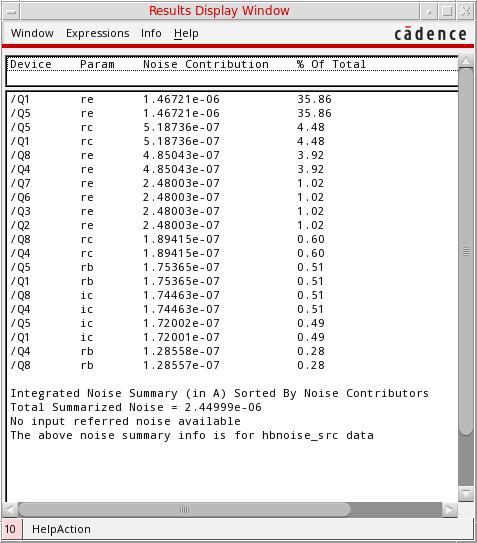 Results Display Window
Window Expressions Info Help
cādence
Device Param Noise Contribution % Of Total
/Q1 re 1.46721e-06 35.86
/Q5 re 1.46721e-06 35.86
/Q5 rc 5.18736e-07 4.48
/Q1 rc 5.18736e-07 4.48
/Q8 re 4.85043e-07 3.92
/Q4 re 4.85043e-07 3.92
/Q7 re 2.48003e-07 1.02
/Q6 re 2.48003e-07 1.02
/Q3 re 2.48003e-07 1.02
/Q2 re 2.48003e-07 1.02
/Q8 rc 1.89415e-07 0.60
/Q4 rc 1.89415e-07 0.60
/Q5 rb 1.75365e-07 0.51
/Q1 rb 1.75365e-07 0.51
/Q8 ic 1.74463e-07 0.51
/Q4 ic 1.74463e-07 0.51
/Q5 ic 1.72002e-07 0.49
/Q1 ic 1.72001e-07 0.49
/Q4 rb 1.28558e-07 0.28
/Q8 rb 1.28557e-07 0.28
Integrated Noise Summary (in A) Sorted By Noise Contributors
Total Summarized Noise = 2.44999e-06
No input referred noise available
The above noise summary info is for hbnoise_src data
10 HelpAction